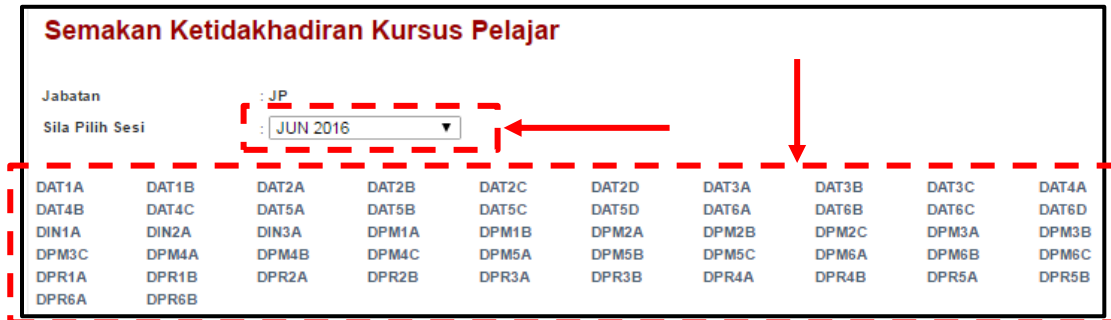 Semakan Ketidakhadiran Kursus Pelajar
Jabatan : JP
Sila Pilih Sesi : JUN 2016
DAT1A DAT1B DAT2A DAT2B DAT2C DAT2D DAT3A DAT3B DAT3C DAT4A
DAT4B DAT4C DAT5A DAT5B DAT5C DAT5D DAT6A DAT6B DAT6C DAT6D
DIN1A DIN2A DIN3A DPM1A DPM1B DPM2A DPM2B DPM2C DPM3A DPM3B
DPM3C DPM4A DPM4B DPM4C DPM5A DPM5B DPM5C DPM6A DPM6B DPM6C
DPR1A DPR1B DPR2A DPR2B DPR3A DPR3B DPR4A DPR4B DPR5A DPR5B
DPR6A DPR6B